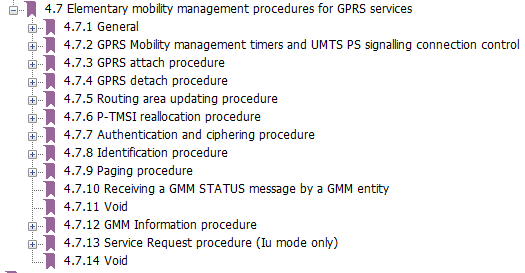 4.7 Elementary mobility management procedures for GPRS services
4.7.1 General
4.7.2 GPRS Mobility management timers and UMTS PS signalling connection control
4.7.3 GPRS attach procedure
4.7.4 GPRS detach procedure
4.7.5 Routing area updating procedure
4.7.6 P-TMSI reallocation procedure
4.7.7 Authentication and ciphering procedure
4.7.8 Identification procedure
4.7.9 Paging procedure
4.7.10 Receiving a GMM STATUS message by a GMM entity
4.7.11 Void
4.7.12 GMM Information procedure
4.7.13 Service Request procedure (Iu mode only)
4.7.14 Void